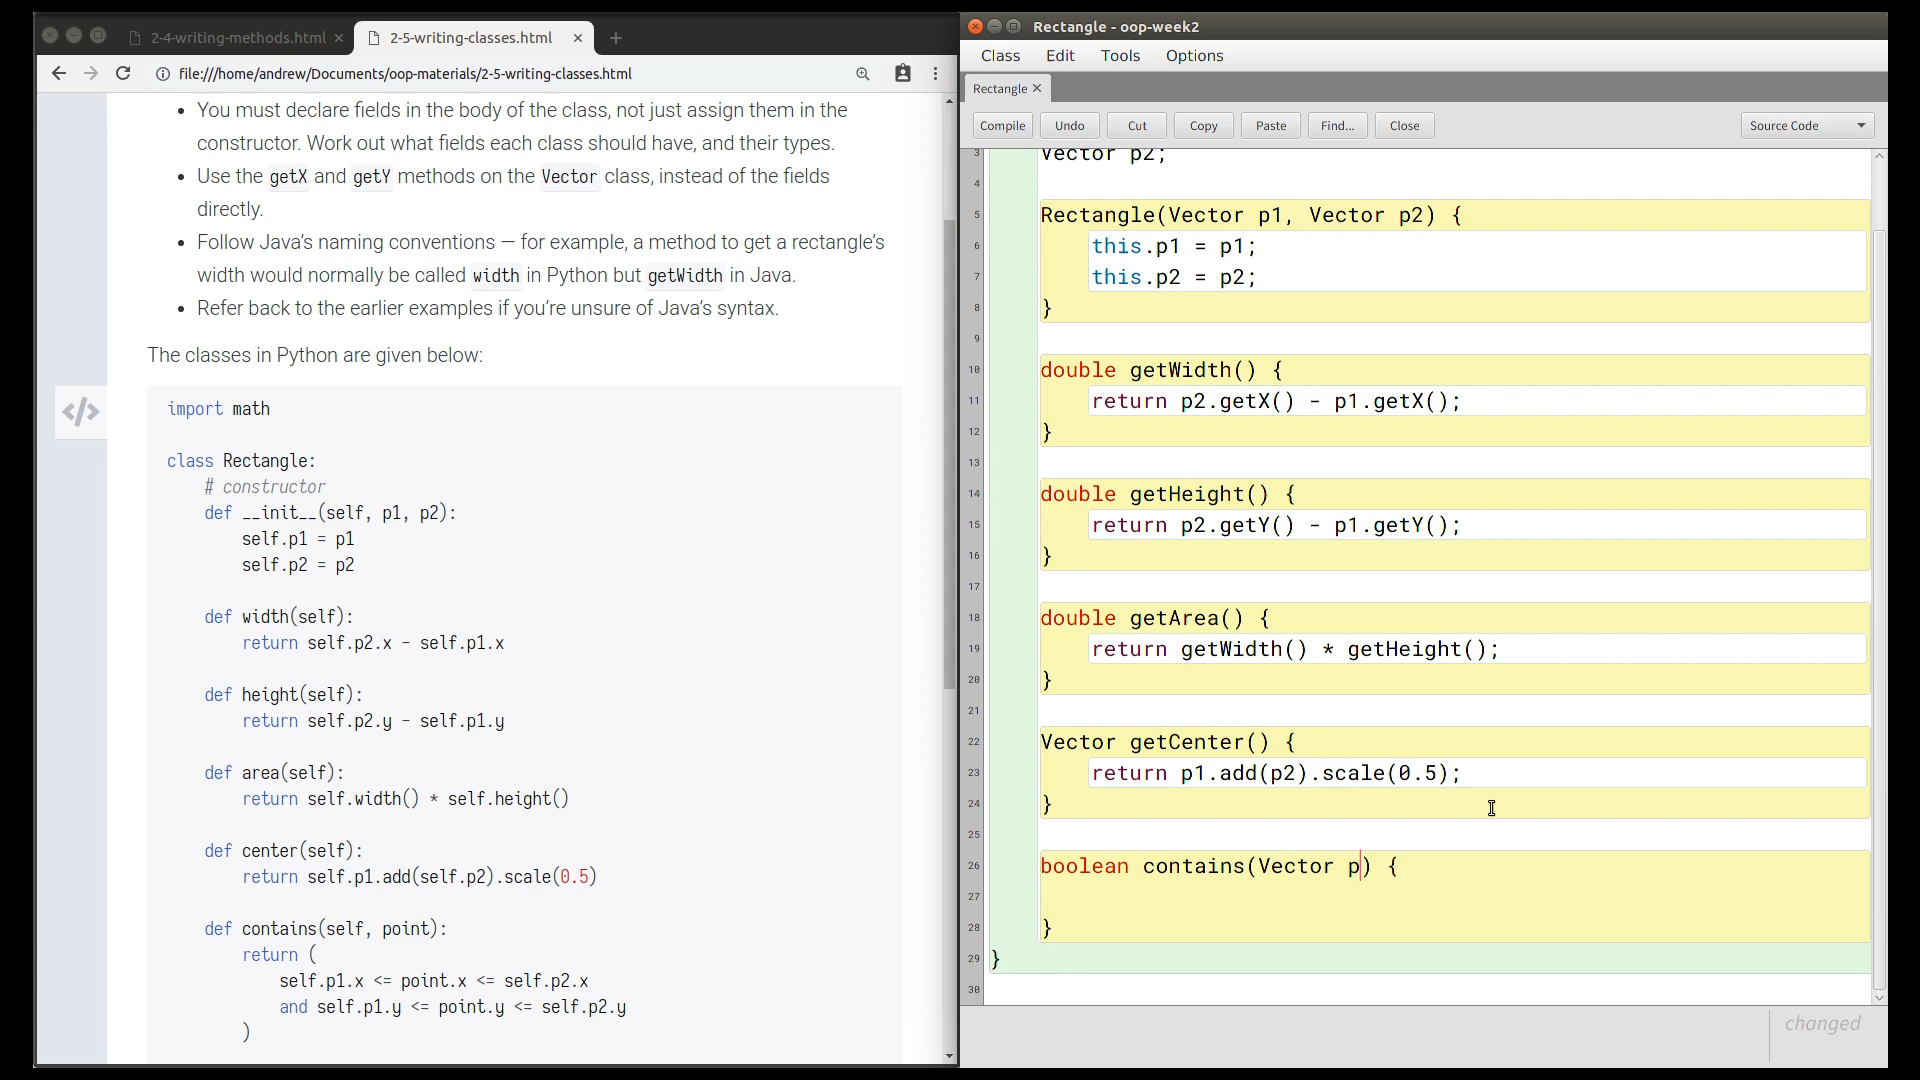 2-4-writing-methods.html
2-5-writing-classes.html
file:///home/andrew/Documents/oop-materials/2-5-writing-classes.html
You must declare fields in the body of the class, not just assign them in the
constructor. Work out what fields each class should have, and their types.
Use the getX and getY methods on the Vector class, instead of the fields
directly.
Follow Java's naming conventions — for example, a method to get a rectangle's
width would normally be called width in Python but getWidth in Java.
Refer back to the earlier examples if you're unsure of Java's syntax.
The classes in Python are given below:
</>
import math
class Rectangle:
# constructor
def __init__(self, p1, p2):
self.p1 = p1
self.p2 = p2
def width(self):
return self.p2.x - self.p1.x
def height(self):
return self.p2.y - self.p1.y
def area(self):
return self.width() * self.height()
def center(self):
return self.p1.add(self.p2).scale(0.5)
def contains(self, point):
return (
self.p1.x <= point.x <= self.p2.x
and self.p1.y <= point.y <= self.p2.y
)
Rectangle - oop-week2
Class Edit Tools Options
Rectangle
Compile Undo Cut Copy Paste Find... Close Source Code
3 Vector p2;
4
5 Rectangle(Vector p1, Vector p2) {
6 this.p1 = p1;
7 this.p2 = p2;
8 }
9
10 double getWidth() {
11 return p2.getX() - p1.getX();
12 }
13
14 double getHeight() {
15 return p2.getY() - p1.getY();
16 }
17
18 double getArea() {
19 return getWidth() * getHeight();
20 }
21
22 Vector getCenter() {
23 return p1.add(p2).scale(0.5);
24 }
25
26 boolean contains(Vector p) {
27
28 }
29 }
30
changed